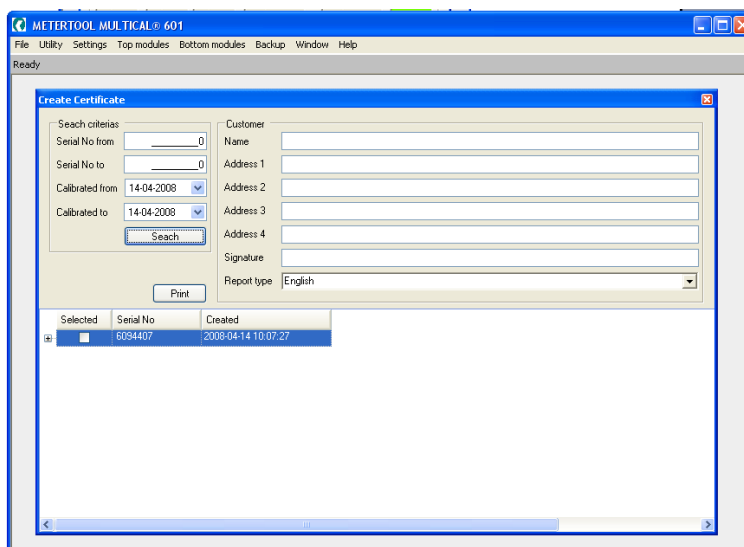 METERTOOL MULTICAL® 601
File Utility Settings Top modules Bottom modules Backup Window Help
Ready
Create Certificate
Seach criterias
Serial No from ________0
Serial No to ________0
Calibrated from 14-04-2008
Calibrated to 14-04-2008
Seach
Print
Customer
Name
Address 1
Address 2
Address 3
Address 4
Signature
Report type English
Selected Serial No Created
6094407 2008-04-14 10:07:27